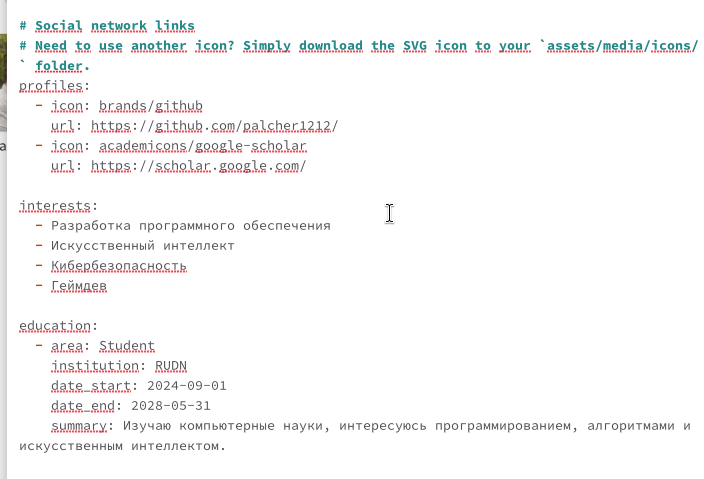 # Social network links
# Need to use another icon? Simply download the SVG icon to your `assets/media/icons/
` folder.
profiles:
  - icon: brands/github
    url: https://github.com/palcher1212/
  - icon: academicons/google-scholar
    url: https://scholar.google.com/

interests:
  - Разработка программного обеспечения
  - Искусственный интеллект
  - Кибербезопасность
  - Геймдев

education:
  - area: Student
    institution: RUDN
    date_start: 2024-09-01
    date_end: 2028-05-31
    summary: Изучаю компьютерные науки, интересуюсь программированием, алгоритмами и
искусственным интеллектом.